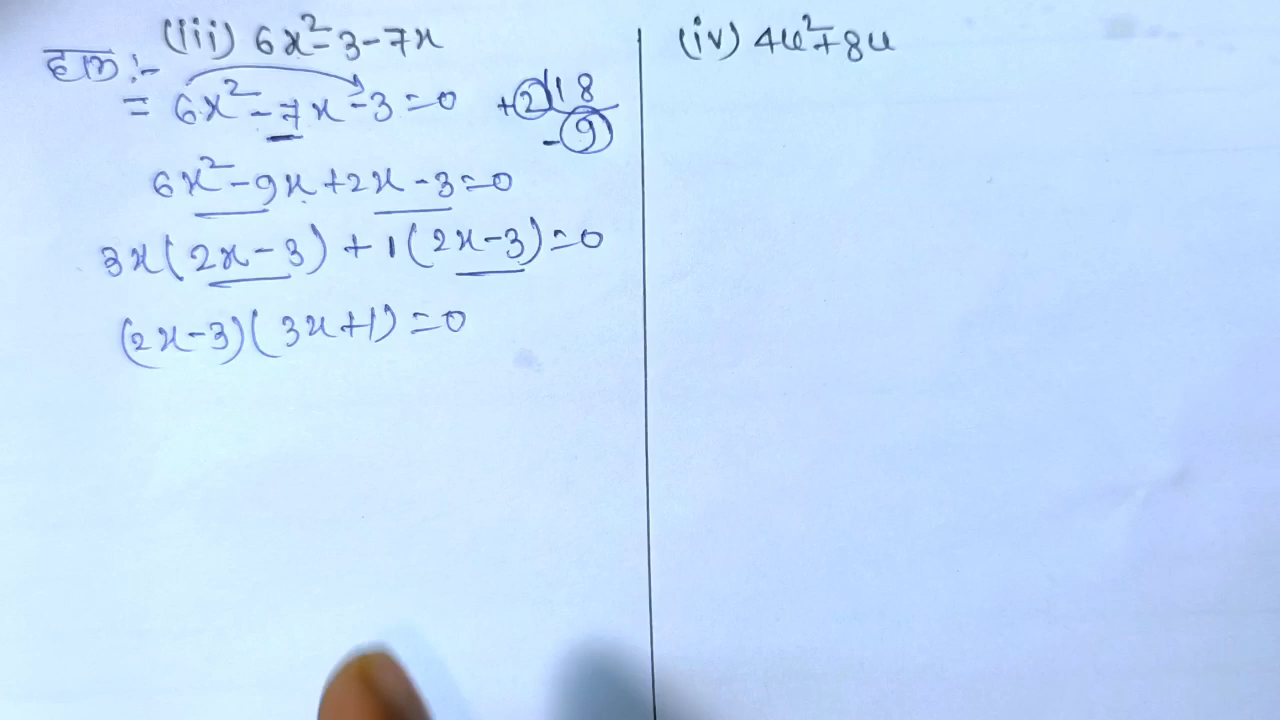 (iii) 6x²-3-7x
हल:-
= 6x²-7x-3=0
+2|18
-9
6x²-9x+2x-3=0
3x(2x-3)+1(2x-3)=0
(2x-3)(3x+1)=0
(iv) 4u²+8u